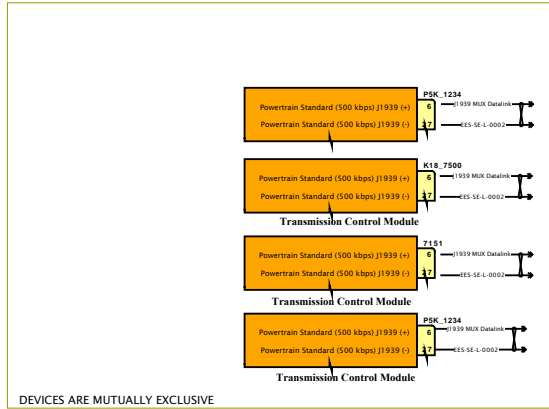 P5K_1234
Powertrain Standard (500 kbps) J1939 (+) 6 J1939 MUX Datalink
Powertrain Standard (500 kbps) J1939 (-) 17 EES-SE-L-0002
K18_7500
Powertrain Standard (500 kbps) J1939 (+) 6 J1939 MUX Datalink
Powertrain Standard (500 kbps) J1939 (-) 17 EES-SE-L-0002
Transmission Control Module
7151
Powertrain Standard (500 kbps) J1939 (+) 6 J1939 MUX Datalink
Powertrain Standard (500 kbps) J1939 (-) EES-SE-L-0002
Transmission Control Module
P5K_1234
Powertrain Standard (500 kbps) J1939 (+) 6 J1939 MUX Datalink
Powertrain Standard (500 kbps) J1939 (-) EES-SE-L-0002
Transmission Control Module
DEVICES ARE MUTUALLY EXCLUSIVE